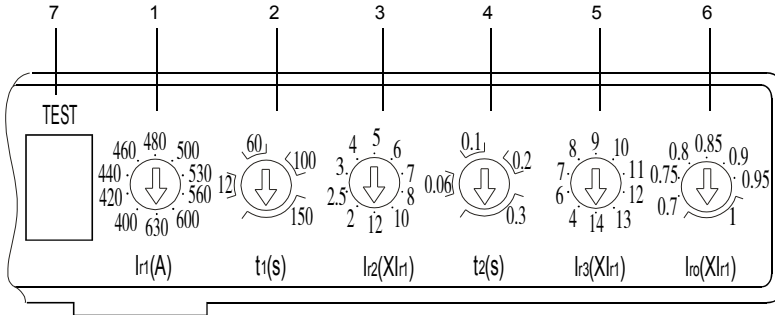 7 1 2 3 4 5 6
TEST
400 420 440 460 480 500 530 560 600 630
12 60 100 150
2 2.5 3 4 5 6 7 8 10 12
0.06 0.1 0.2 0.3
4 6 7 8 9 10 11 12 13 14
0.7 0.75 0.8 0.85 0.9 0.95 1
Ir1(A) t1(s) Ir2(XIr1) t2(s) Ir3(XIr1) Iro(XIr1)